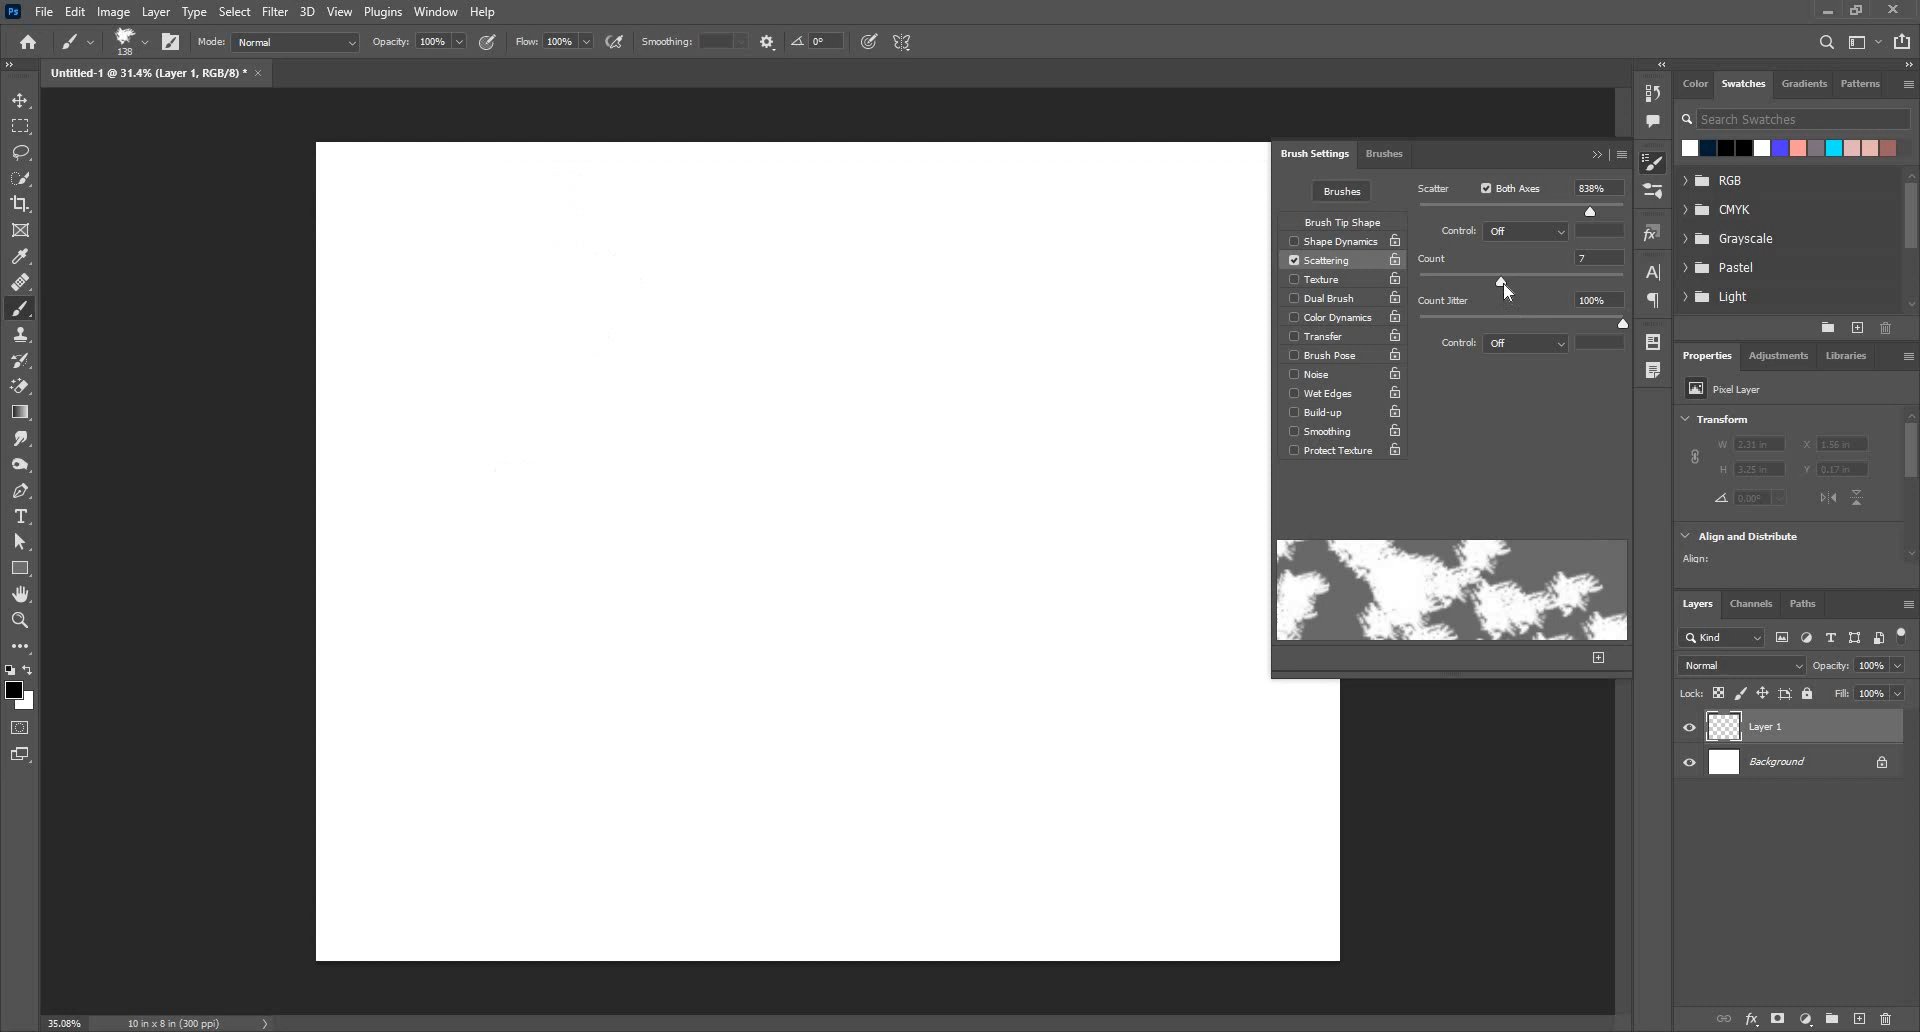 Ps File Edit Image Layer Type Select Filter 3D View Plugins Window Help
138 Mode: Normal Opacity: 100% Flow: 100% Smoothing: 0°
Untitled-1 @ 31.4% (Layer 1, RGB/8) * ×
Brush Settings Brushes
Brushes
Brush Tip Shape
Shape Dynamics
Scattering
Texture
Dual Brush
Color Dynamics
Transfer
Brush Pose
Noise
Wet Edges
Build-up
Smoothing
Protect Texture
Scatter Both Axes 838%
Control: Off
Count 7
Count Jitter 100%
Control: Off
Color Swatches Gradients Patterns
Search Swatches
RGB
CMYK
Grayscale
Pastel
Light
Properties Adjustments Libraries
Pixel Layer
Transform
W 2.31 in X 1.56 in
H 3.25 in Y 0.17 in
0.00°
Align and Distribute
Align:
Layers Channels Paths
Kind
Normal Opacity: 100%
Lock: Fill: 100%
Layer 1
Background
35.08% 10 in x 8 in (300 ppi)